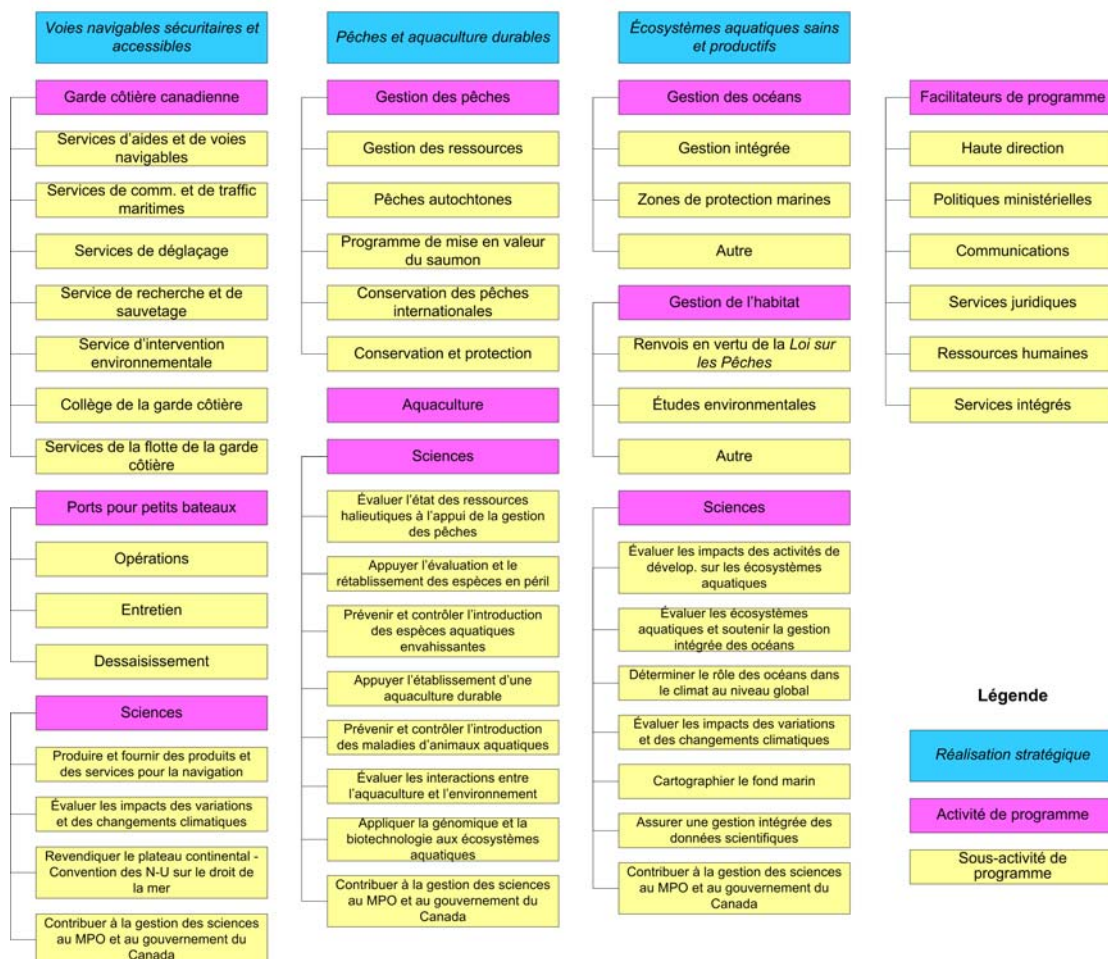 Voies navigables sécuritaires et
accessibles
Garde côtière canadienne
Services d'aides et de voies
navigables
Services de comm. et de traffic
maritimes
Services de déglaçage
Service de recherche et de
sauvetage
Service d'intervention
environnementale
Collège de la garde côtière
Services de la flotte de la garde
côtière
Ports pour petits bateaux
Opérations
Entretien
Dessaisissement
Sciences
Produire et fournir des produits et
des services pour la navigation
Évaluer les impacts des variations
et des changements climatiques
Revendiquer le plateau continental -
Convention des N-U sur le droit de
la mer
Contribuer à la gestion des sciences
au MPO et au gouvernement du
Canada
Pêches et aquaculture durables
Gestion des pêches
Gestion des ressources
Pêches autochtones
Programme de mise en valeur
du saumon
Conservation des pêches
internationales
Conservation et protection
Aquaculture
Sciences
Évaluer l'état des ressources
halieutiques à l'appui de la gestion
des pêches
Appuyer l'évaluation et le
rétablissement des espèces en péril
Prévenir et contrôler l'introduction
des espèces aquatiques
envahissantes
Appuyer l'établissement d'une
aquaculture durable
Prévenir et contrôler l'introduction
des maladies d'animaux aquatiques
Évaluer les interactions entre
l'aquaculture et l'environnement
Appliquer la génomique et la
biotechnologie aux écosystèmes
aquatiques
Contribuer à la gestion des sciences
au MPO et au gouvernement du
Canada
Écosystèmes aquatiques sains
et productifs
Gestion des océans
Gestion intégrée
Zones de protection marines
Autre
Gestion de l'habitat
Renvois en vertu de la Loi sur
les Pêches
Études environmentales
Autre
Sciences
Évaluer les impacts des activités de
dévelop. sur les écosystèmes
aquatiques
Évaluer les écosystèmes
aquatiques et soutenir la gestion
intégrée des océans
Déterminer le rôle des océans dans
le climat au niveau global
Évaluer les impacts des variations
et des changements climatiques
Cartographier le fond marin
Assurer une gestion intégrée des
données scientifiques
Contribuer à la gestion des sciences
au MPO et au gouvernement du
Canada
Facilitateurs de programme
Haute direction
Politiques ministérielles
Communications
Services juridiques
Ressources humaines
Services intégrés
Légende
Réalisation stratégique
Activité de programme
Sous-activité de
programme